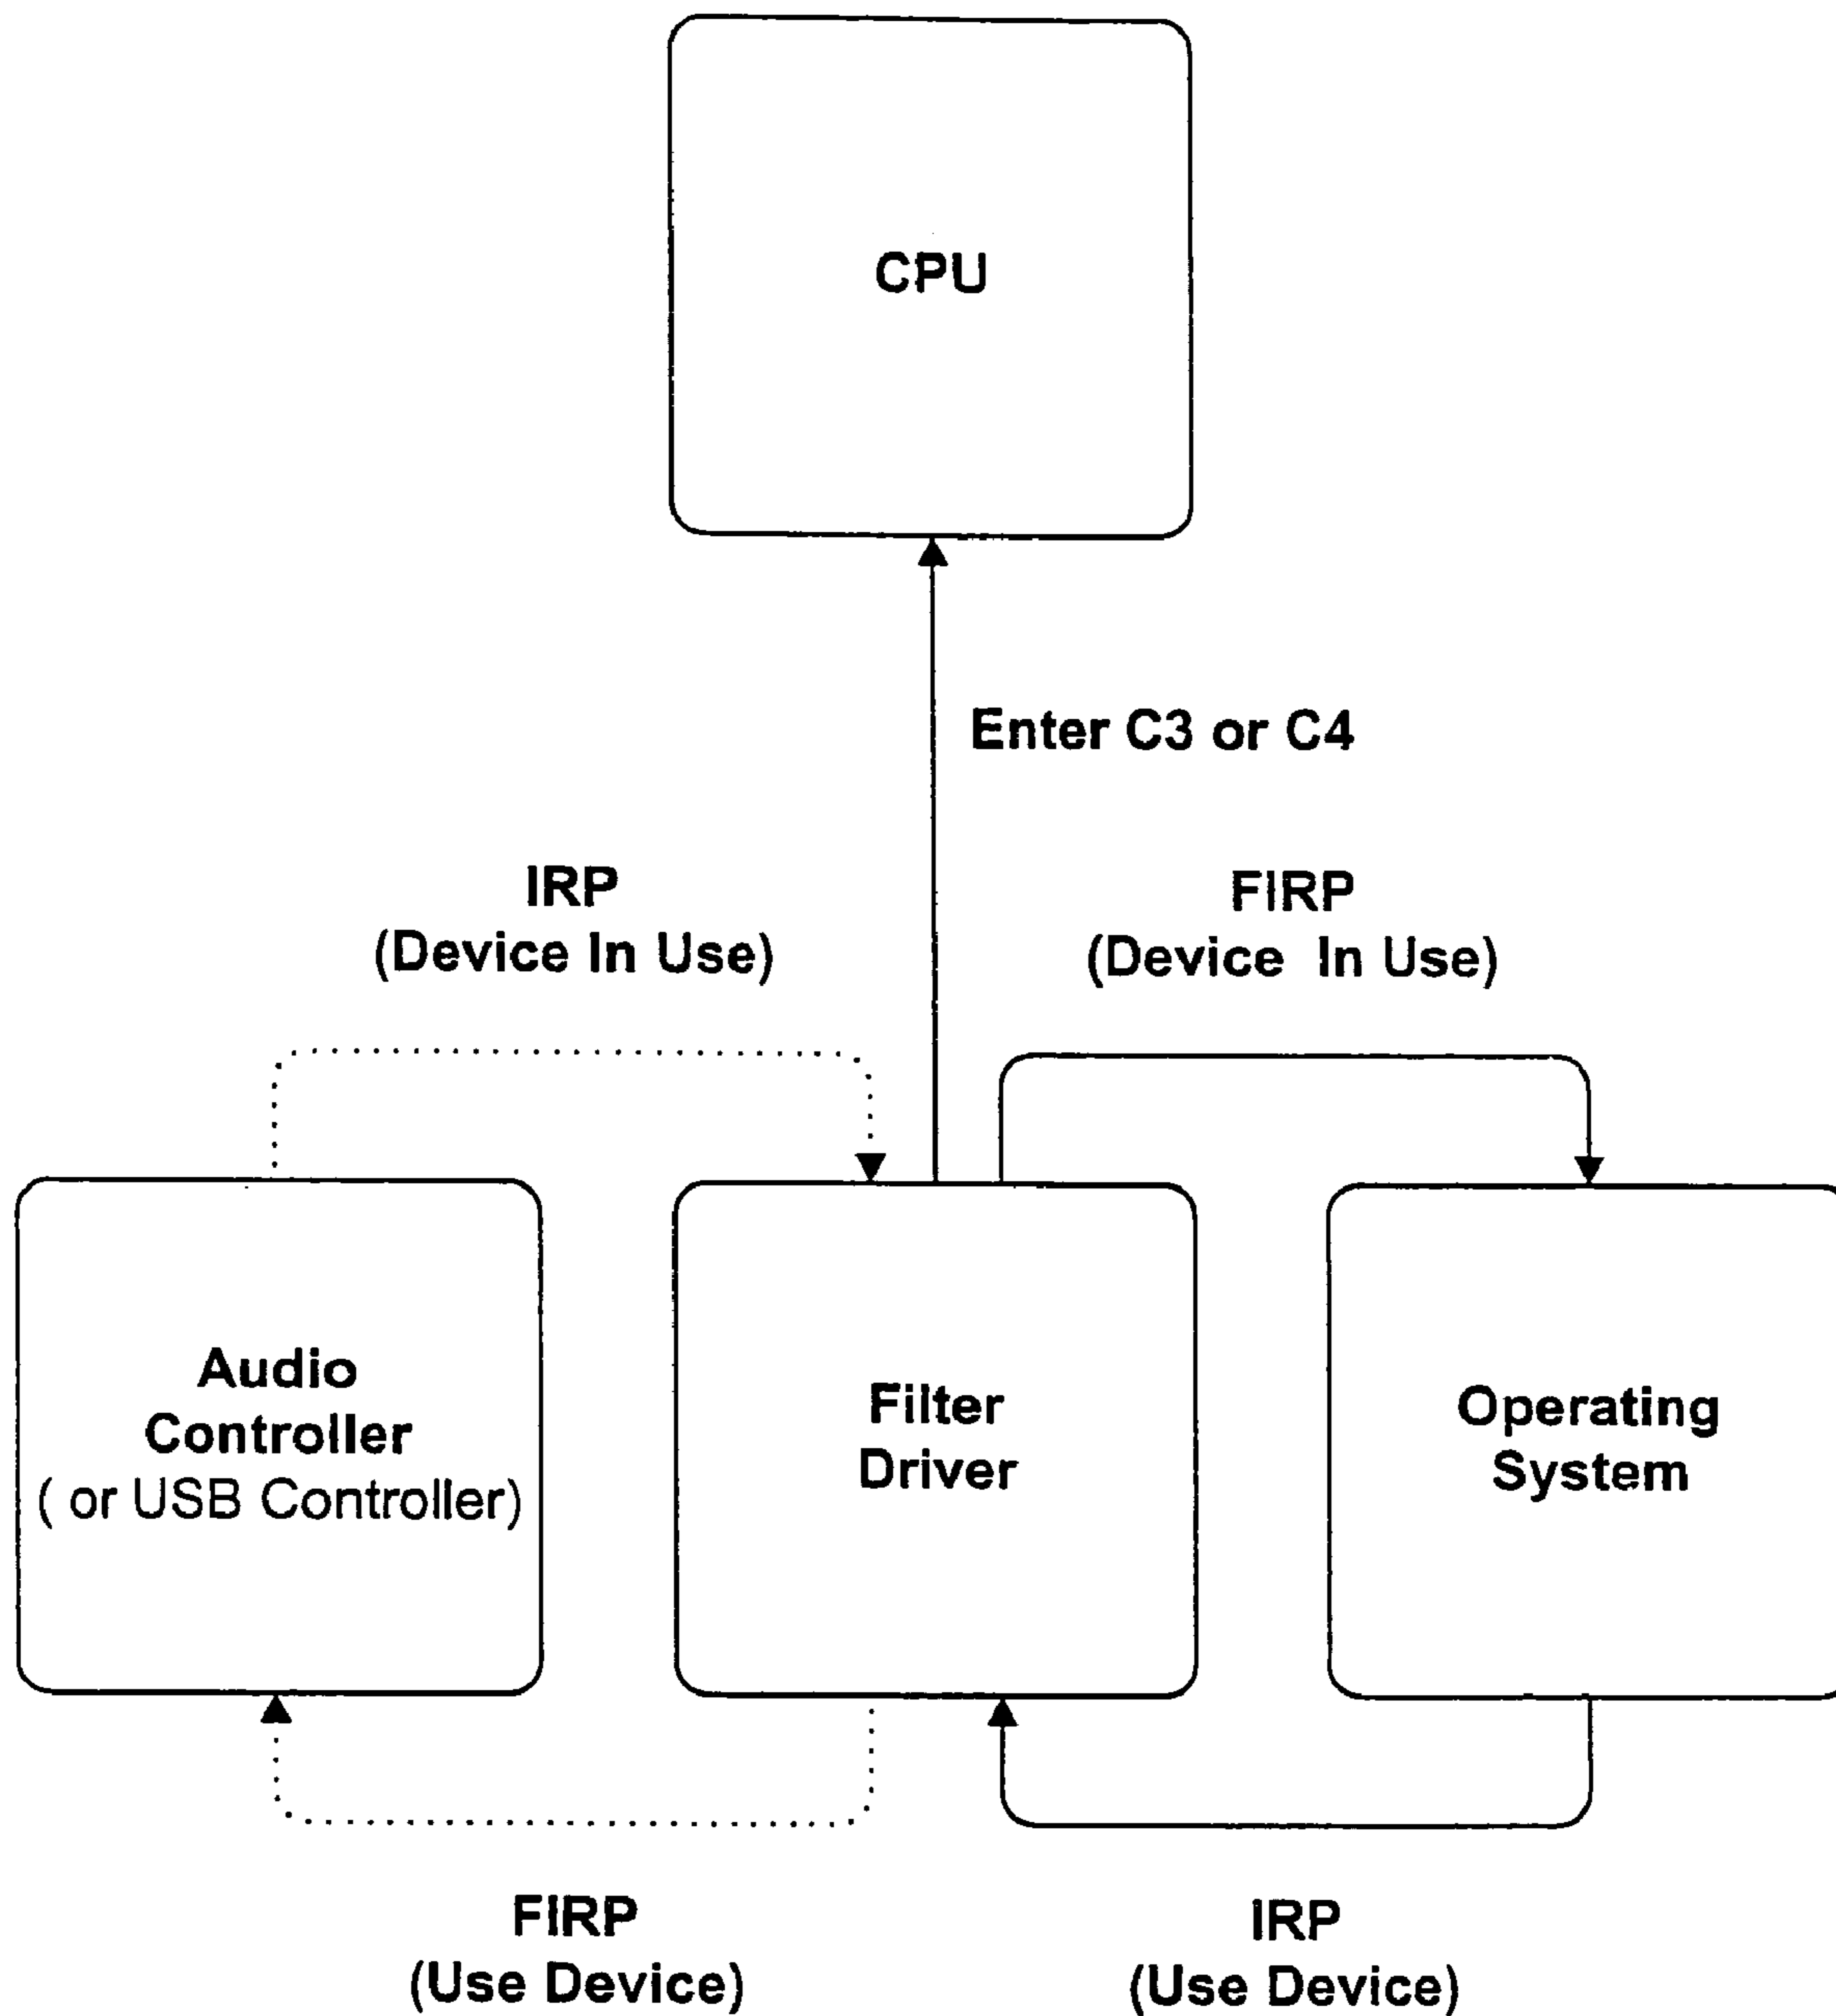 CPU
Enter C3 or C4
IRP
(Device In Use)
FIRP
(Device In Use)
Audio
Controller
( or USB Controller)
Filter
Driver
Operating
System
FIRP
(Use Device)
IRP
(Use Device)